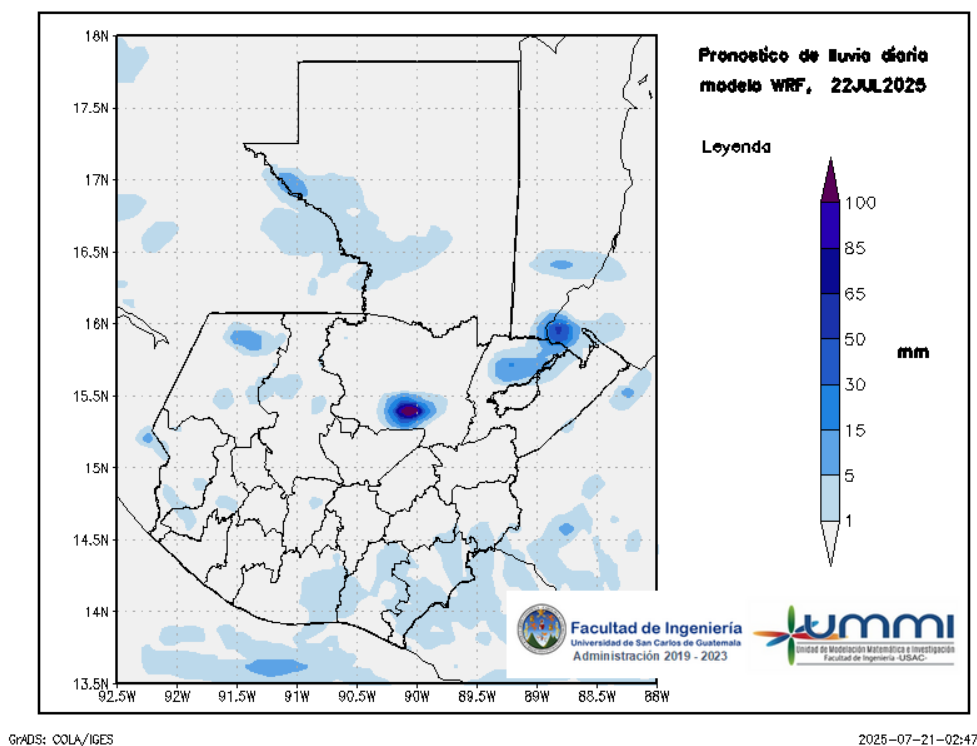 Pronostico de lluvia diaria
modelo WRF, 22JUL2025
Leyenda
100
85
65
50
30
15
5
1
mm
18N
17.5N
17N
16.5N
16N
15.5N
15N
14.5N
14N
13.5N
92.5W
92W
91.5W
91W
90.5W
90W
89.5W
89W
88.5W
88W
Facultad de Ingeniería
Universidad de San Carlos de Guatemala
Administración 2019 - 2023
ummi
Unidad de Modelación Matemática e Investigación
Facultad de Ingeniería -USAC-
GrADS: COLA/IGES
2025-07-21-02:47